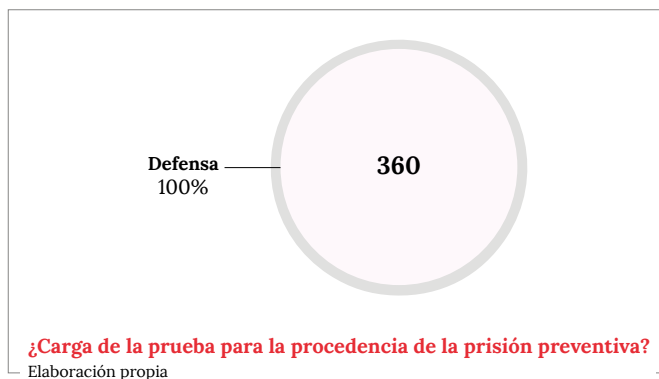 Defensa
100%
360
¿Carga de la prueba para la procedencia de la prisión preventiva?
Elaboración propia